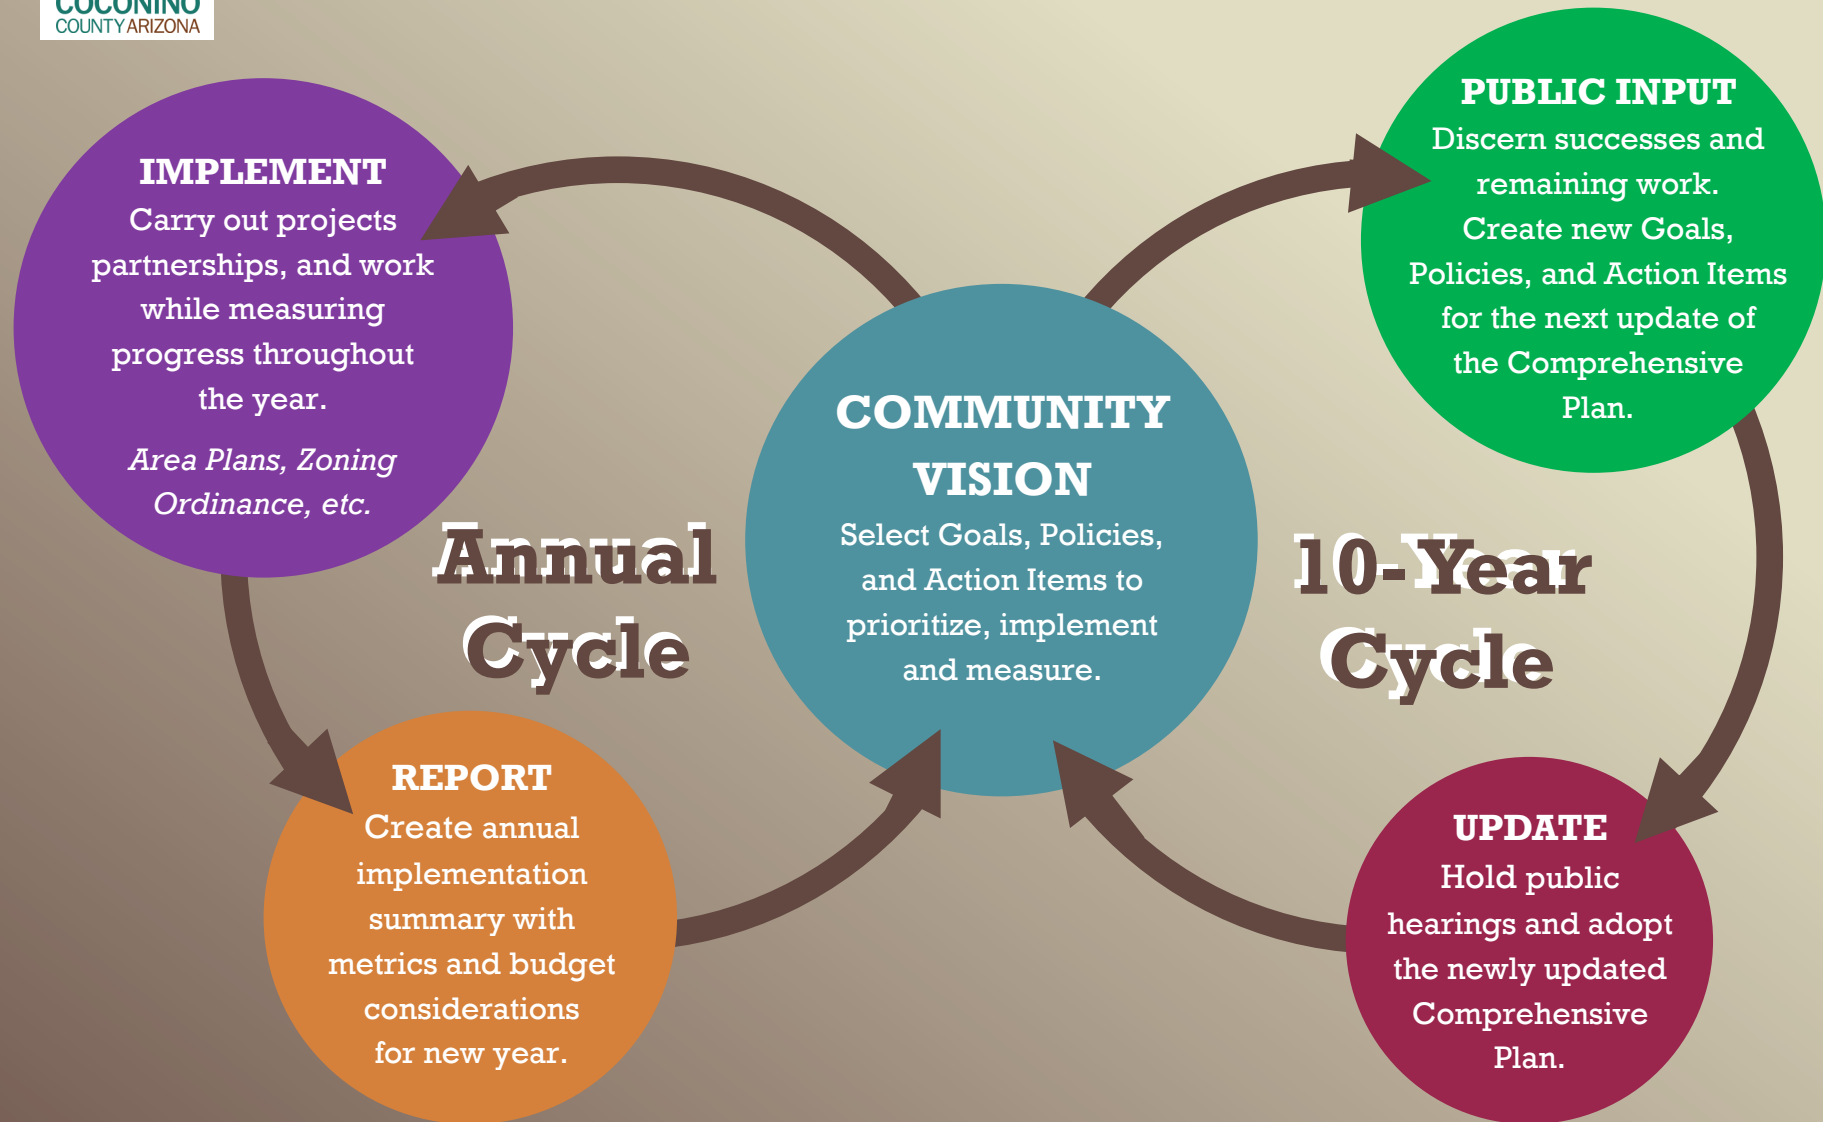 COCONINO
COUNTY ARIZONA
IMPLEMENT
Carry out projects
partnerships, and work
while measuring
progress throughout
the year.
Area Plans, Zoning
Ordinance, etc.
Annual
Cycle
REPORT
Create annual
implementation
summary with
metrics and budget
considerations
for new year.
COMMUNITY
VISION
Select Goals, Policies,
and Action Items to
prioritize, implement
and measure.
PUBLIC INPUT
Discern successes and
remaining work.
Create new Goals,
Policies, and Action Items
for the next update of
the Comprehensive
Plan.
10-Year
Cycle
UPDATE
Hold public
hearings and adopt
the newly updated
Comprehensive
Plan.